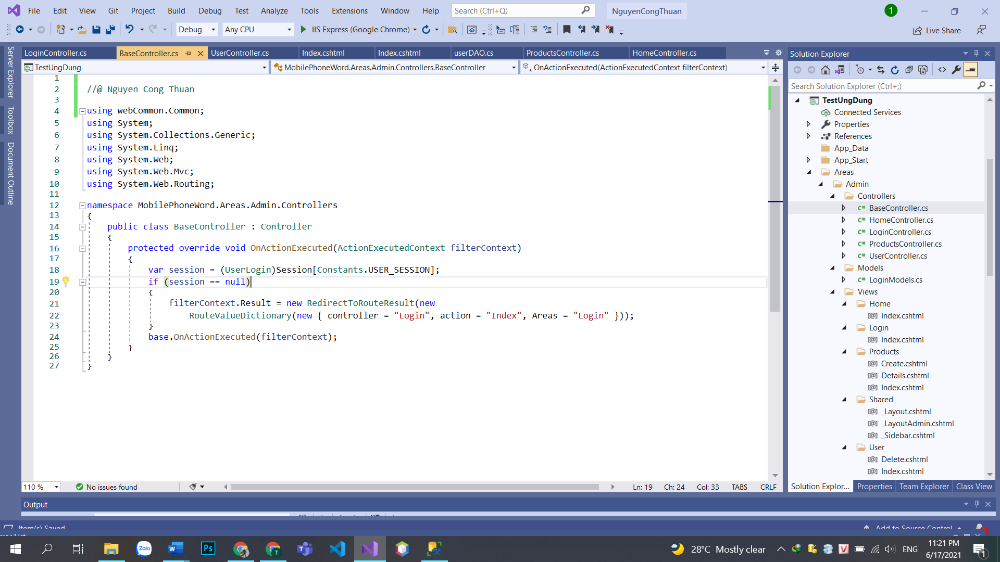 File Edit View Git Project Build Debug Test Analyze Tools Extensions Window Help Search (Ctrl+Q) NguyenCongThuan 1
Debug Any CPU IIS Express (Google Chrome) Live Share
Server Explorer
Toolbox
Document Outline
LoginController.cs BaseController.cs UserController.cs Index.cshtml Index.cshtml userDAO.cs ProductsController.cs HomeController.cs
TestUngDung MobilePhoneWord.Areas.Admin.Controllers.BaseController OnActionExecuted(ActionExecutedContext filterContext)
1
2 //@ Nguyen Cong Thuan
3
4 using webCommon.Common;
5 using System;
6 using System.Collections.Generic;
7 using System.Linq;
8 using System.Web;
9 using System.Web.Mvc;
10 using System.Web.Routing;
11
12 namespace MobilePhoneWord.Areas.Admin.Controllers
13 {
14 public class BaseController : Controller
15 {
16 protected override void OnActionExecuted(ActionExecutedContext filterContext)
17 {
18 var session = (UserLogin)Session[Constants.USER_SESSION];
19 if (session == null)
20 {
21 filterContext.Result = new RedirectToRouteResult(new
22 RouteValueDictionary(new { controller = "Login", action = "Index", Areas = "Login" }));
23 }
24 base.OnActionExecuted(filterContext);
25 }
26 }
27 }
110 % No issues found Ln: 19 Ch: 24 Col: 33 TABS CRLF
Solution Explorer
Search Solution Explorer (Ctrl+;)
TestUngDung
Connected Services
Properties
References
App_Data
App_Start
Areas
Admin
Controllers
C# BaseController.cs
C# HomeController.cs
C# LoginController.cs
C# ProductsController.cs
C# UserController.cs
Models
C# LoginModels.cs
Views
Home
Index.cshtml
Login
Index.cshtml
Products
Create.cshtml
Details.cshtml
Index.cshtml
Shared
_Layout.cshtml
_LayoutAdmin.cshtml
_Sidebar.cshtml
User
Delete.cshtml
Index.cshtml
Solution Explor... Properties Team Explorer Class View
Output
Item(s) Saved Add to Source Control
Zalo Ps 28°C Mostly clear ENG 11:21 PM
6/17/2021 1